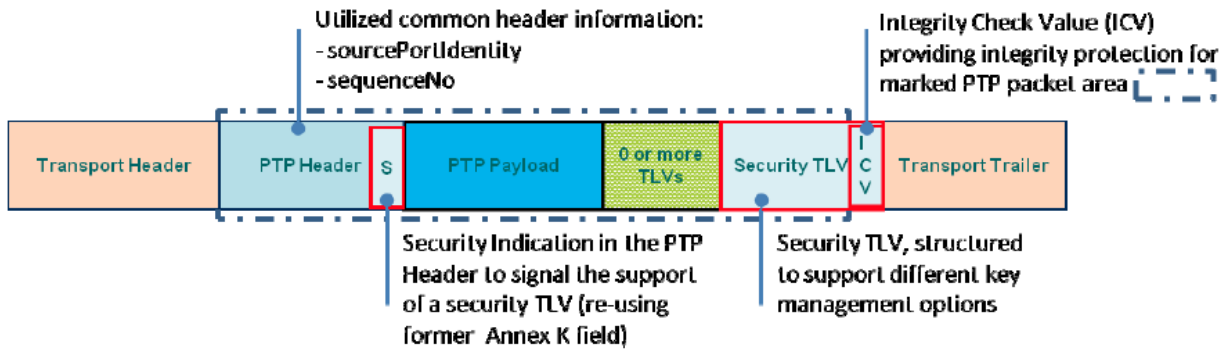 Utilized common header information:
- sourcePortIdentity
- sequenceNo
Integrity Check Value (ICV)
providing integrity protection for
marked PTP packet area
Transport Header
PTP Header
S
PTP Payload
0 or more
TLVs
Security TLV
I
C
V
Transport Trailer
Security Indication in the PTP
Header to signal the support
of a security TLV (re-using
former Annex K field)
Security TLV, structured
to support different key
management options